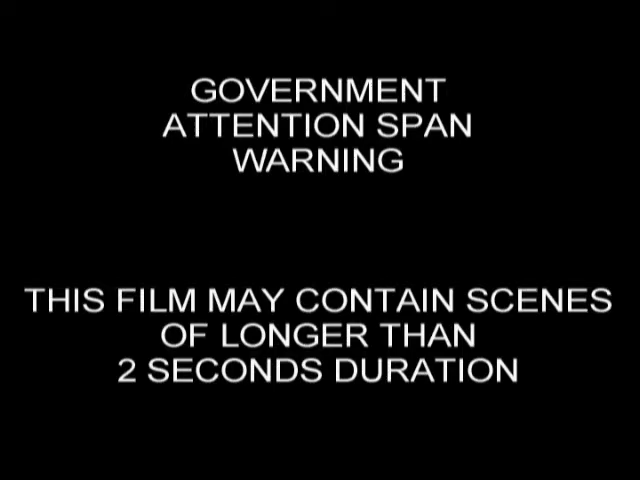 GOVERNMENT
ATTENTION SPAN
WARNING
THIS FILM MAY CONTAIN SCENES
OF LONGER THAN
2 SECONDS DURATION